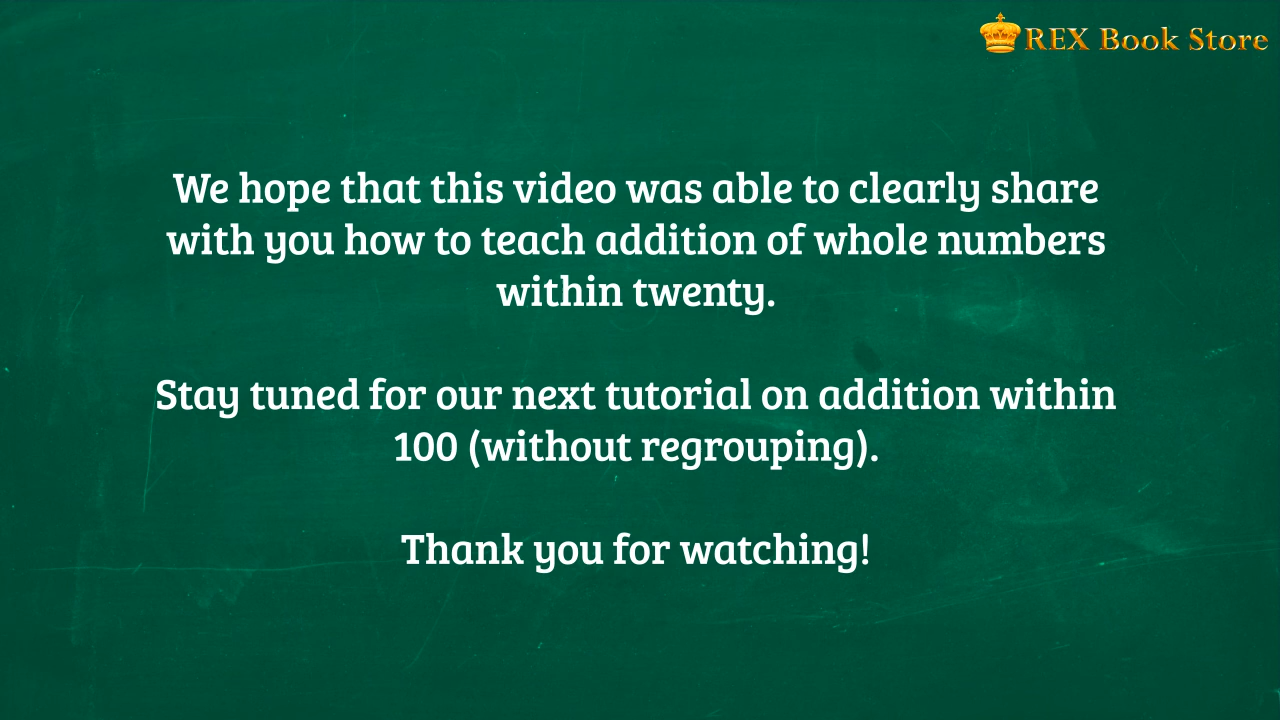 REX Book Store
We hope that this video was able to clearly share
with you how to teach addition of whole numbers
within twenty.
Stay tuned for our next tutorial on addition within
100 (without regrouping).
Thank you for watching!